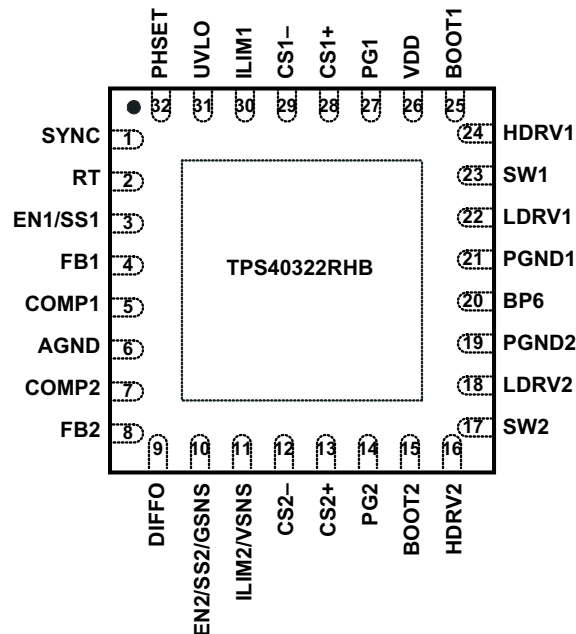 PHSET
UVLO
ILIM1
CS1–
CS1+
PG1
VDD
BOOT1
32
31
30
29
28
27
26
25
SYNC 1
RT 2
EN1/SS1 3
FB1 4
COMP1 5
AGND 6
COMP2 7
FB2 8
TPS40322RHB
24 HDRV1
23 SW1
22 LDRV1
21 PGND1
20 BP6
19 PGND2
18 LDRV2
17 SW2
9
10
11
12
13
14
15
16
DIFFO
EN2/SS2/GSNS
ILIM2/VSNS
CS2–
CS2+
PG2
BOOT2
HDRV2